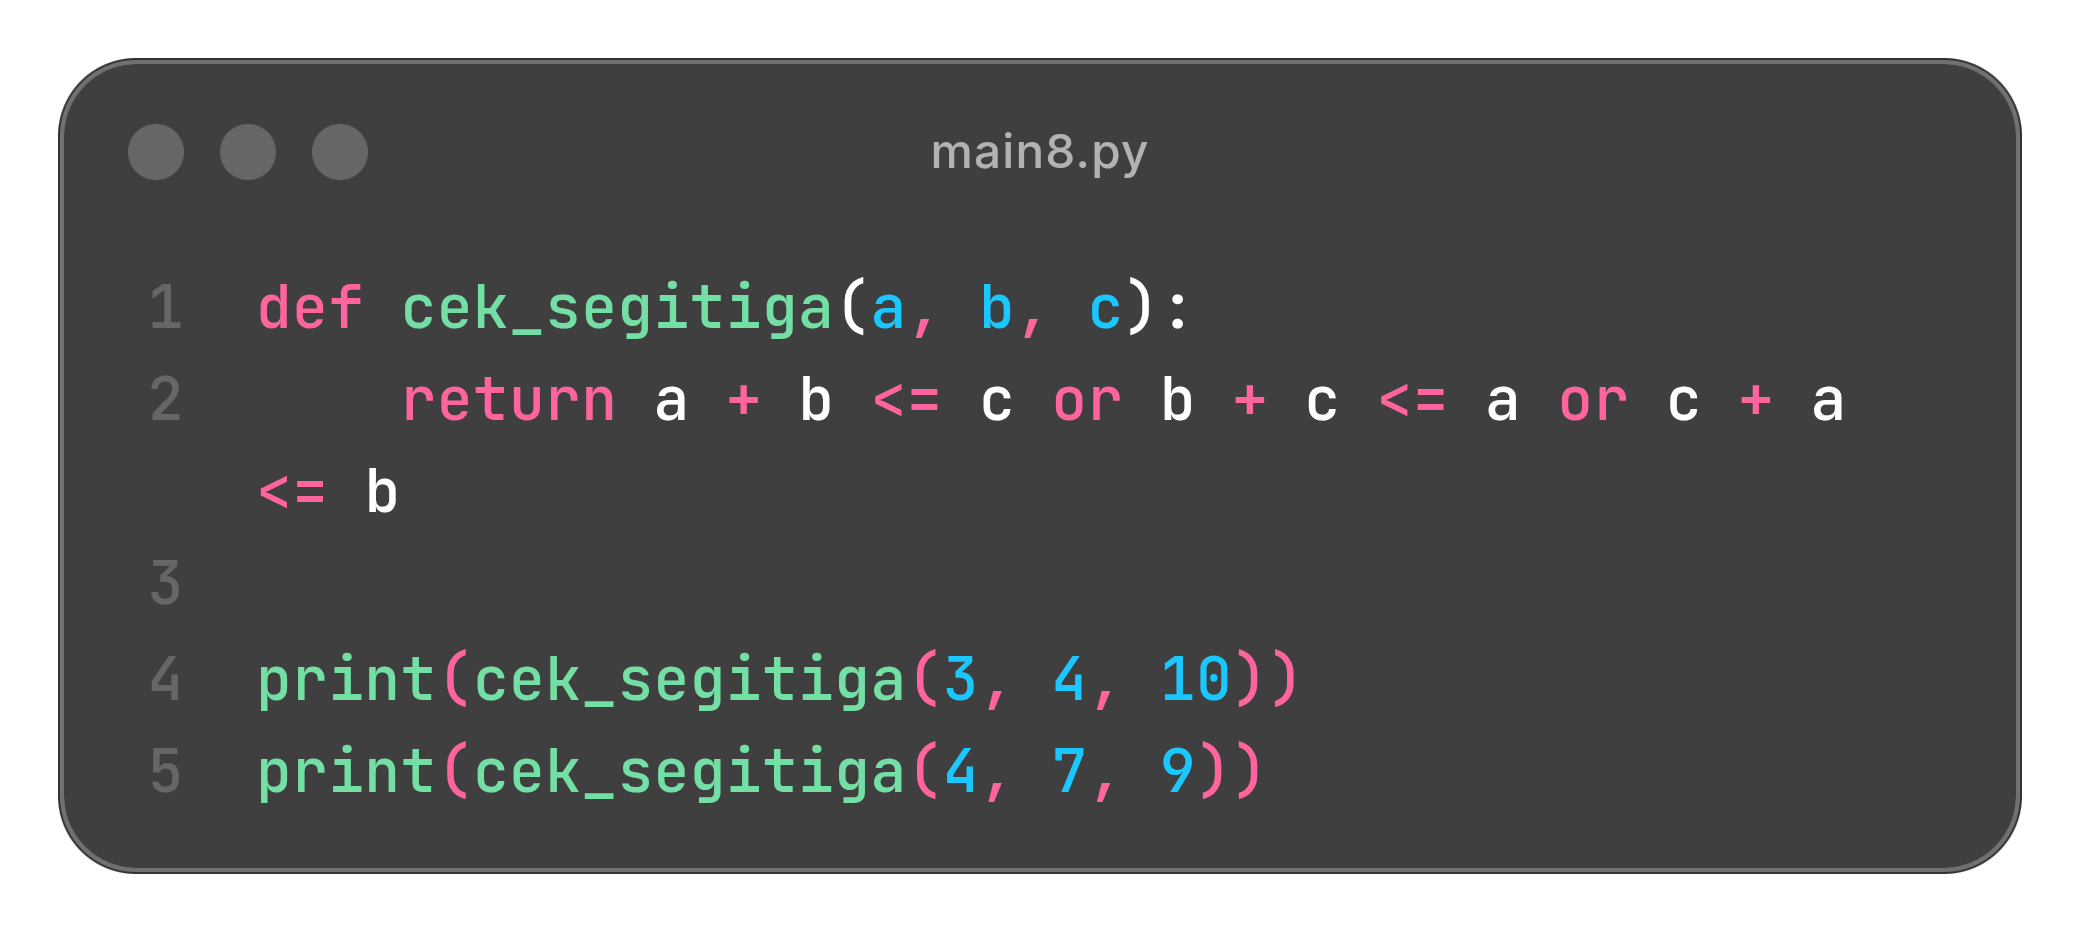 main8.py
1 def cek_segitiga(a, b, c):
2     return a + b <= c or b + c <= a or c + a
<= b
3
4 print(cek_segitiga(3, 4, 10))
5 print(cek_segitiga(4, 7, 9))